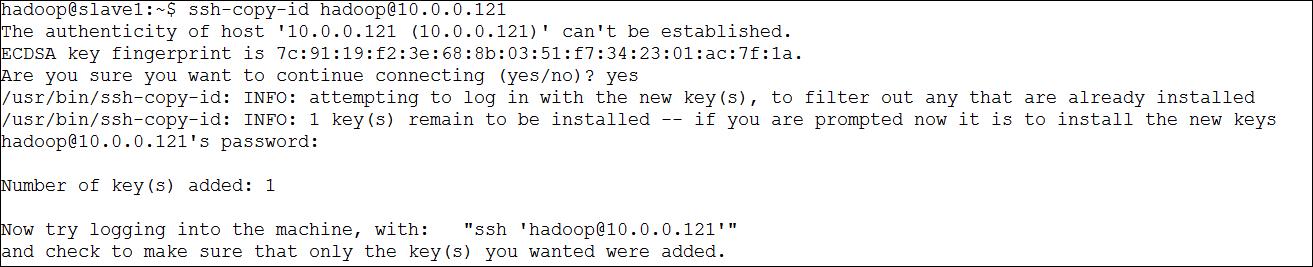 hadoop@slave1:~$ ssh-copy-id hadoop@10.0.0.121
The authenticity of host '10.0.0.121 (10.0.0.121)' can't be established.
ECDSA key fingerprint is 7c:91:19:f2:3e:68:8b:03:51:f7:34:23:01:ac:7f:1a.
Are you sure you want to continue connecting (yes/no)? yes
/usr/bin/ssh-copy-id: INFO: attempting to log in with the new key(s), to filter out any that are already installed
/usr/bin/ssh-copy-id: INFO: 1 key(s) remain to be installed -- if you are prompted now it is to install the new keys
hadoop@10.0.0.121's password:
Number of key(s) added: 1
Now try logging into the machine, with:   "ssh 'hadoop@10.0.0.121'"
and check to make sure that only the key(s) you wanted were added.